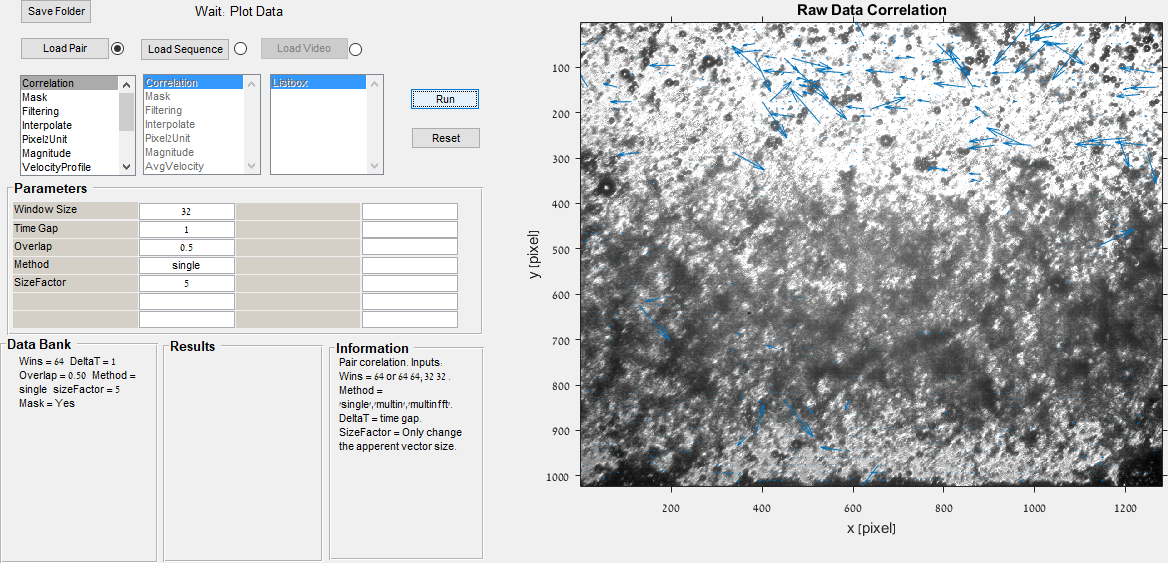 Save Folder
Wait: Plot Data
Load Pair
Load Sequence
Load Video
Correlation
Mask
Filtering
Interpolate
Pixel2Unit
Magnitude
VelocityProfile
Correlation
Mask
Filtering
Interpolate
Pixel2Unit
Magnitude
AvgVelocity
Listbox
Run
Reset
Parameters
Window Size 32
Time Gap 1
Overlap 0.5
Method single
SizeFactor 5
Data Bank
Wins = 64 DeltaT = 1
Overlap = 0.50 Method =
single sizeFactor = 5
Mask = Yes
Results
Information
Pair corelation. Inputs:
Wins = 64 or 64 64, 32 32 .
Method =
'single','multin','multinfft'.
DeltaT = time gap.
SizeFactor = Only change
the apperent vector size.
Raw Data Correlation
y [pixel]
100
200
300
400
500
600
700
800
900
1000
200 400 600 800 1000 1200
x [pixel]